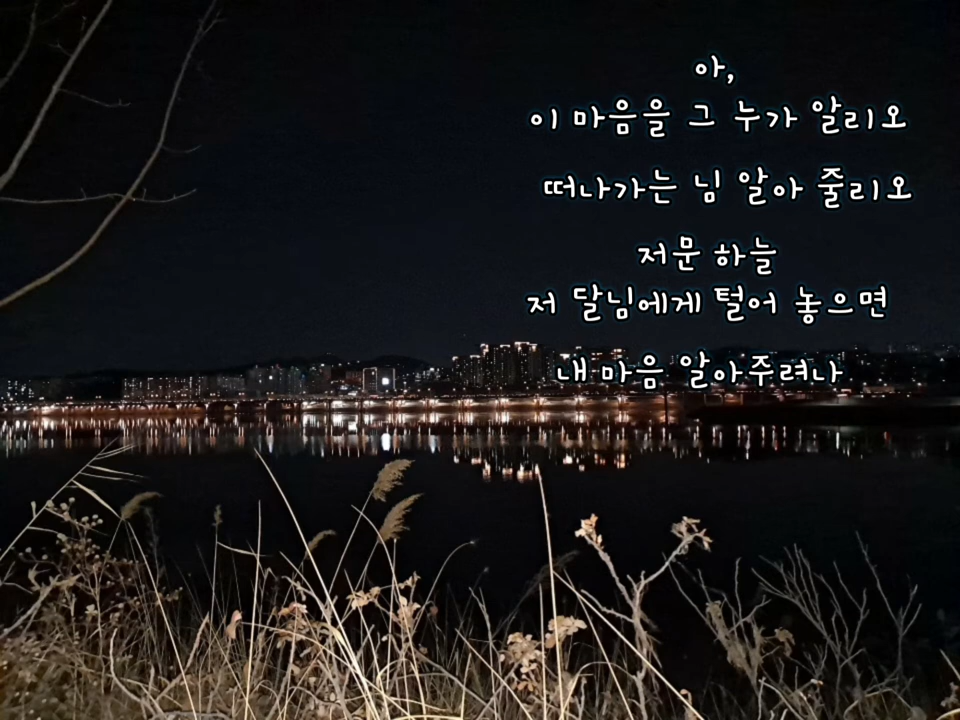 아,
이 마음을 그 누가 알리오
떠나가는 님 알아 줄리오
저문 하늘
저 달님에게 털어 놓으면
내 마음 알아주려나